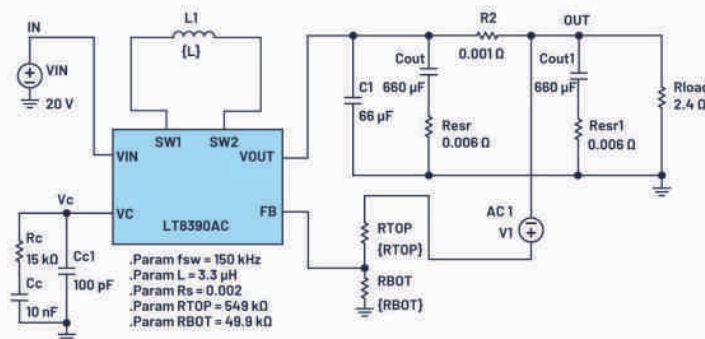 IN
VIN
20 V
L1
{L}
SW1
SW2
VIN
VOUT
VC
FB
LT8390AC
Vc
Rc
15 kΩ
Cc
10 nF
Cc1
100 pF
.Param fsw = 150 kHz
.Param L = 3.3 µH
.Param Rs = 0.002
.Param RTOP = 549 kΩ
.Param RBOT = 49.9 kΩ
C1
66 µF
Cout
660 µF
Resr
0.006 Ω
R2
0.001 Ω
OUT
Cout1
660 µF
Resr1
0.006 Ω
Rload
2.4 Ω
AC 1
V1
RTOP
{RTOP}
RBOT
{RBOT}